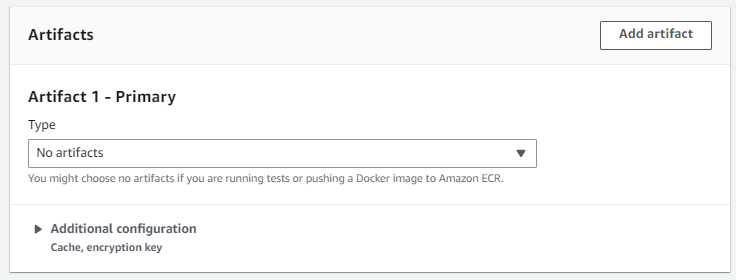 Artifacts
Add artifact
Artifact 1 - Primary
Type
No artifacts
You might choose no artifacts if you are running tests or pushing a Docker image to Amazon ECR.
Additional configuration
Cache, encryption key